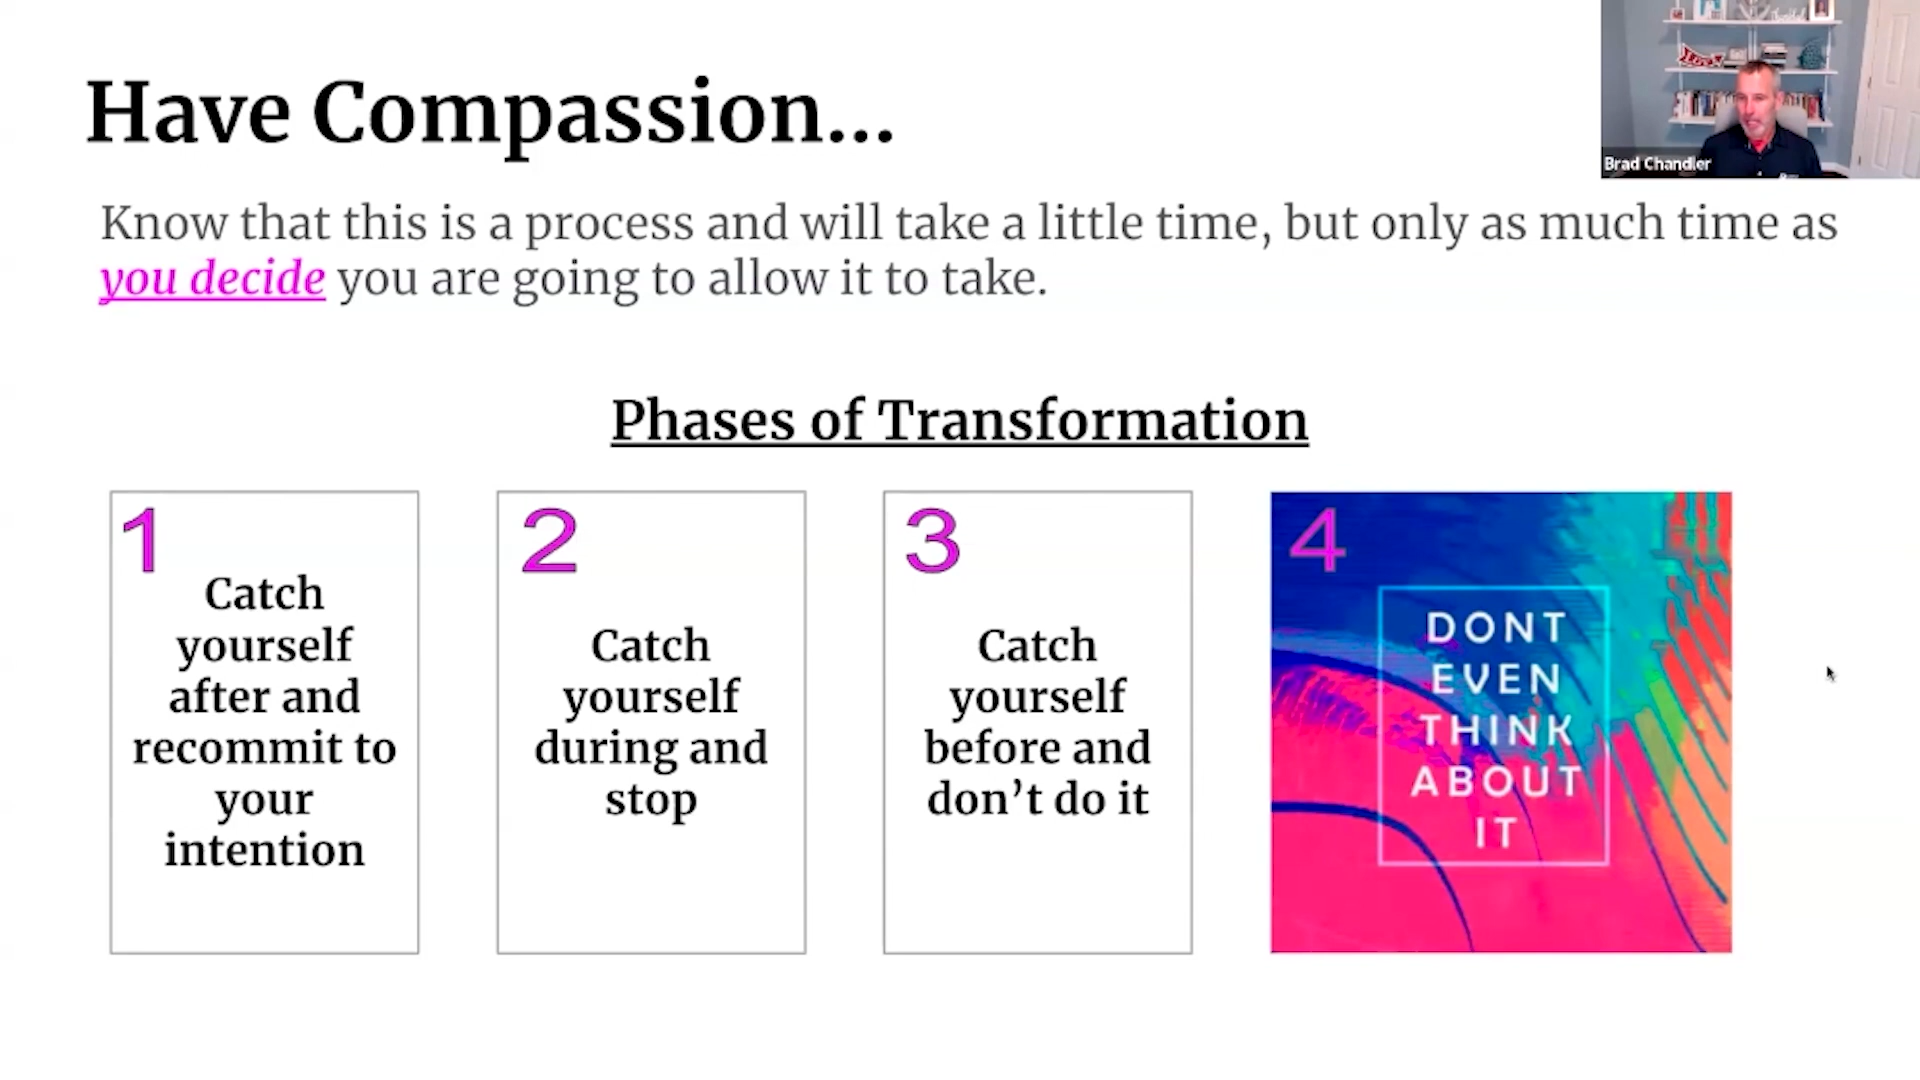 Have Compassion...
Brad Chandler
Know that this is a process and will take a little time, but only as much time as
you decide you are going to allow it to take.
Phases of Transformation
1
Catch
yourself
after and
recommit to
your
intention
2
Catch
yourself
during and
stop
3
Catch
yourself
before and
don’t do it
4
DONT
EVEN
THINK
ABOUT
IT